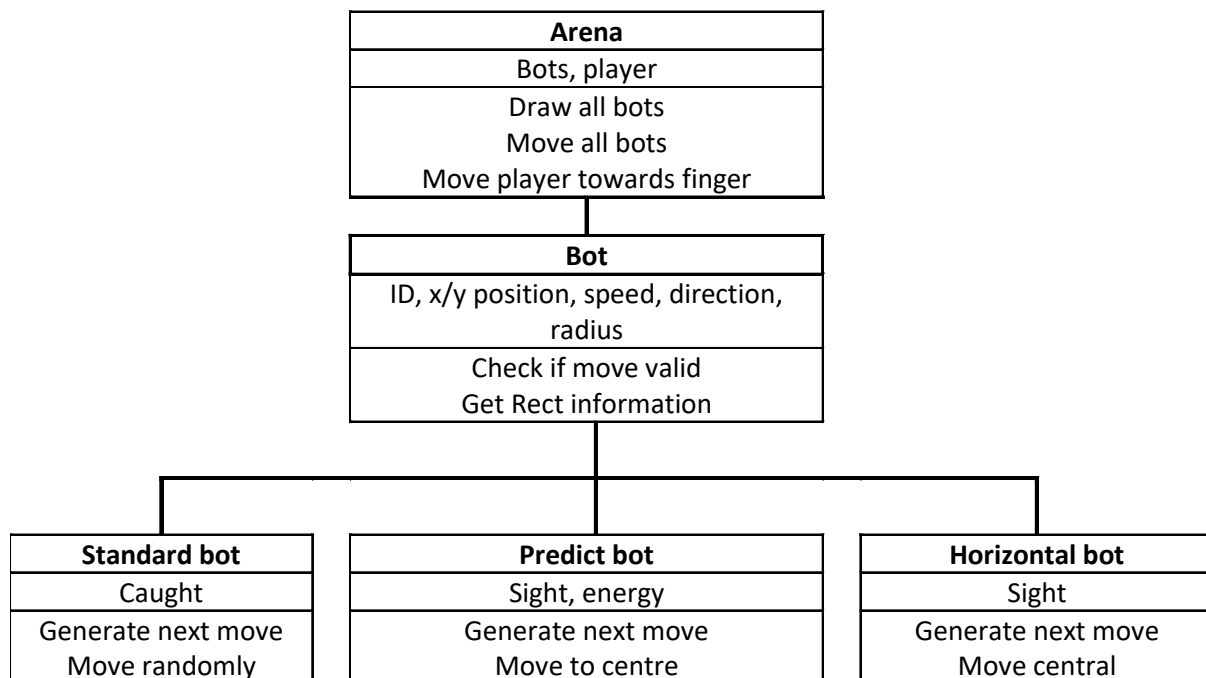 Arena
Bots, player
Draw all bots
Move all bots
Move player towards finger
Bot
ID, x/y position, speed, direction,
radius
Check if move valid
Get Rect information
Standard bot
Caught
Generate next move
Move randomly
Predict bot
Sight, energy
Generate next move
Move to centre
Horizontal bot
Sight
Generate next move
Move central